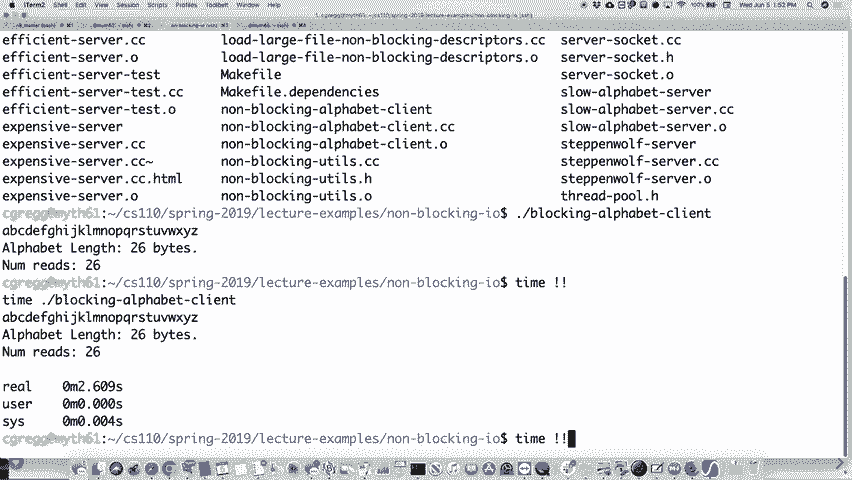 iTerm2 Shell Edit View Session Scripts Profiles Toolbelt Window Help 100% Wed Jun 5 1:52 PM
efficient-server.cc load-large-file-non-blocking-descriptors.cc server-socket.cc
efficient-server.o load-large-file-non-blocking-descriptors.o server-socket.h
efficient-server-test Makefile server-socket.o
efficient-server-test.cc Makefile.dependencies slow-alphabet-server
efficient-server-test.o non-blocking-alphabet-client slow-alphabet-server.cc
expensive-server non-blocking-alphabet-client.cc slow-alphabet-server.o
expensive-server.cc non-blocking-alphabet-client.o steppenwolf-server
expensive-server.cc~ non-blocking-utils.cc steppenwolf-server.cc
expensive-server.cc.html non-blocking-utils.h steppenwolf-server.o
expensive-server.o non-blocking-utils.o thread-pool.h
cgregg@myth61:~/cs110/spring-2019/lecture-examples/non-blocking-io$ ./blocking-alphabet-client
abcdefghijklmnopqrstuvwxyz
Alphabet Length: 26 bytes.
Num reads: 26
cgregg@myth61:~/cs110/spring-2019/lecture-examples/non-blocking-io$ time !!
time ./blocking-alphabet-client
abcdefghijklmnopqrstuvwxyz
Alphabet Length: 26 bytes.
Num reads: 26
real 0m2.609s
user 0m0.000s
sys 0m0.004s
cgregg@myth61:~/cs110/spring-2019/lecture-examples/non-blocking-io$ time !!